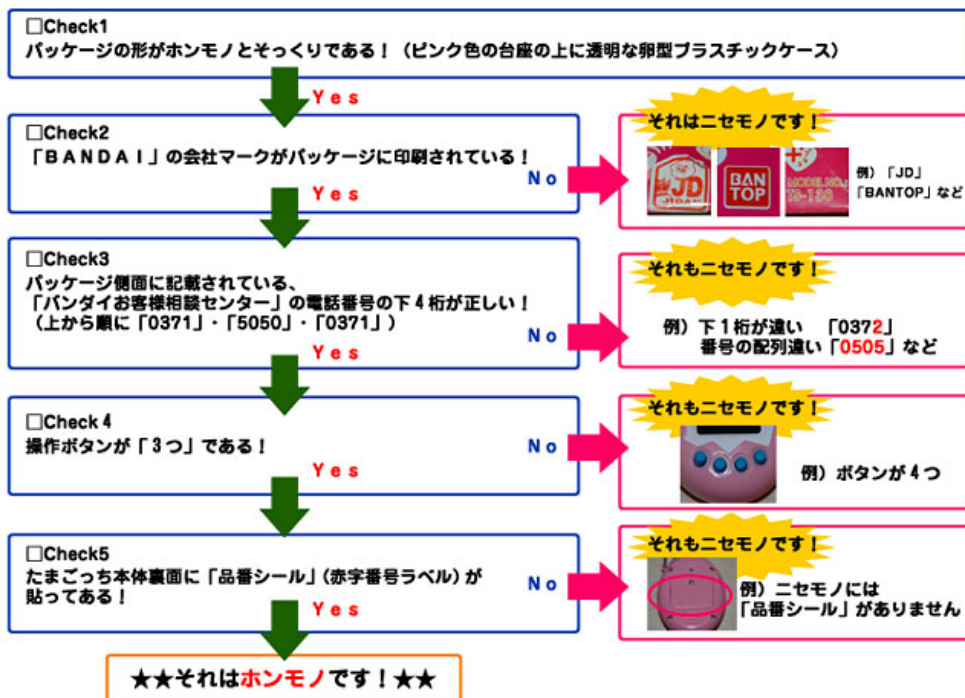 □Check1
パッケージの形がホンモノとそっくりである！（ピンク色の台座の上に透明な卵型プラスチックケース）
Yes
□Check2
「ＢＡＮＤＡＩ」の会社マークがパッケージに印刷されている！
No
Yes
それはニセモノです！
JD
BAN
TOP
MODEL NO.:
例）「JD」
「BANTOP」など
□Check3
パッケージ側面に記載されている、
「バンダイお客様相談センター」の電話番号の下４桁が正しい！
（上から順に「0371」・「5050」・「0371」）
No
Yes
それもニセモノです！
例）下１桁が違い 「0372」
番号の配列違い「0505」など
□Check４
操作ボタンが「３つ」である！
No
Yes
それもニセモノです！
例）ボタンが４つ
□Check5
たまごっち本体裏面に「品番シール」（赤字番号ラベル）が
貼ってある！
No
Yes
それもニセモノです！
例）ニセモノには
「品番シール」がありません
★★それはホンモノです！★★